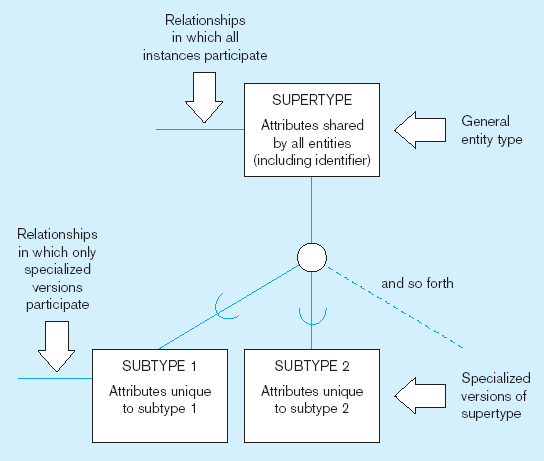 Relationships
in which all
instances participate
SUPERTYPE
Attributes shared
by all entities
(including identifier)
General
entity type
Relationships
in which only
specialized
versions
participate
and so forth
SUBTYPE 1
Attributes unique
to subtype 1
SUBTYPE 2
Attributes unique
to subtype 2
Specialized
versions of
supertype